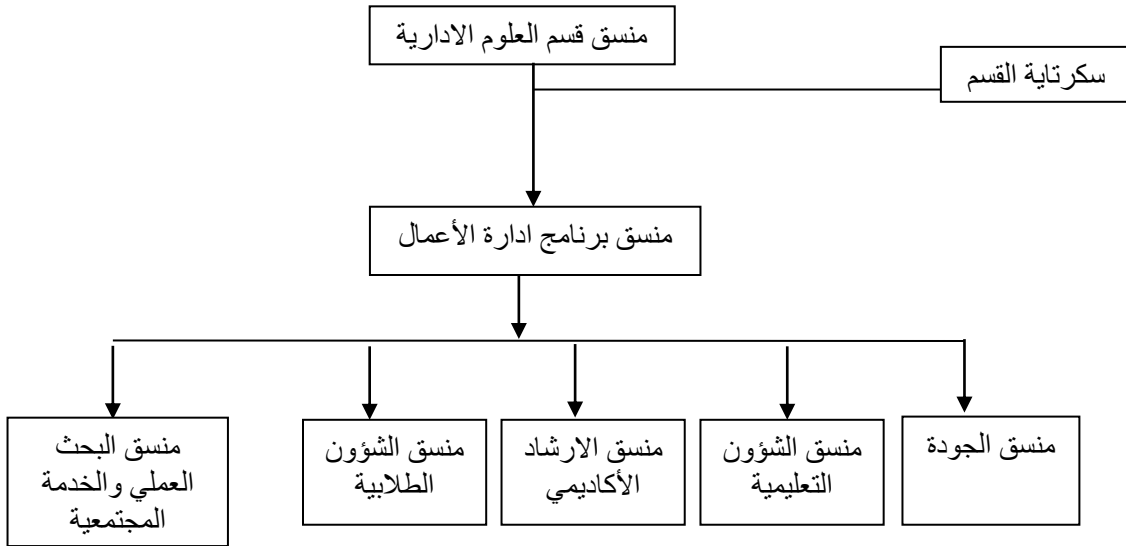 منسق قسم العلوم الادارية
سكرتاية القسم
منسق برنامج ادارة الأعمال
منسق الجودة
منسق الشؤون
التعليمية
منسق الارشاد
الأكاديمي
منسق الشؤون
الطلابية
منسق البحث
العملي والخدمة
المجتمعية